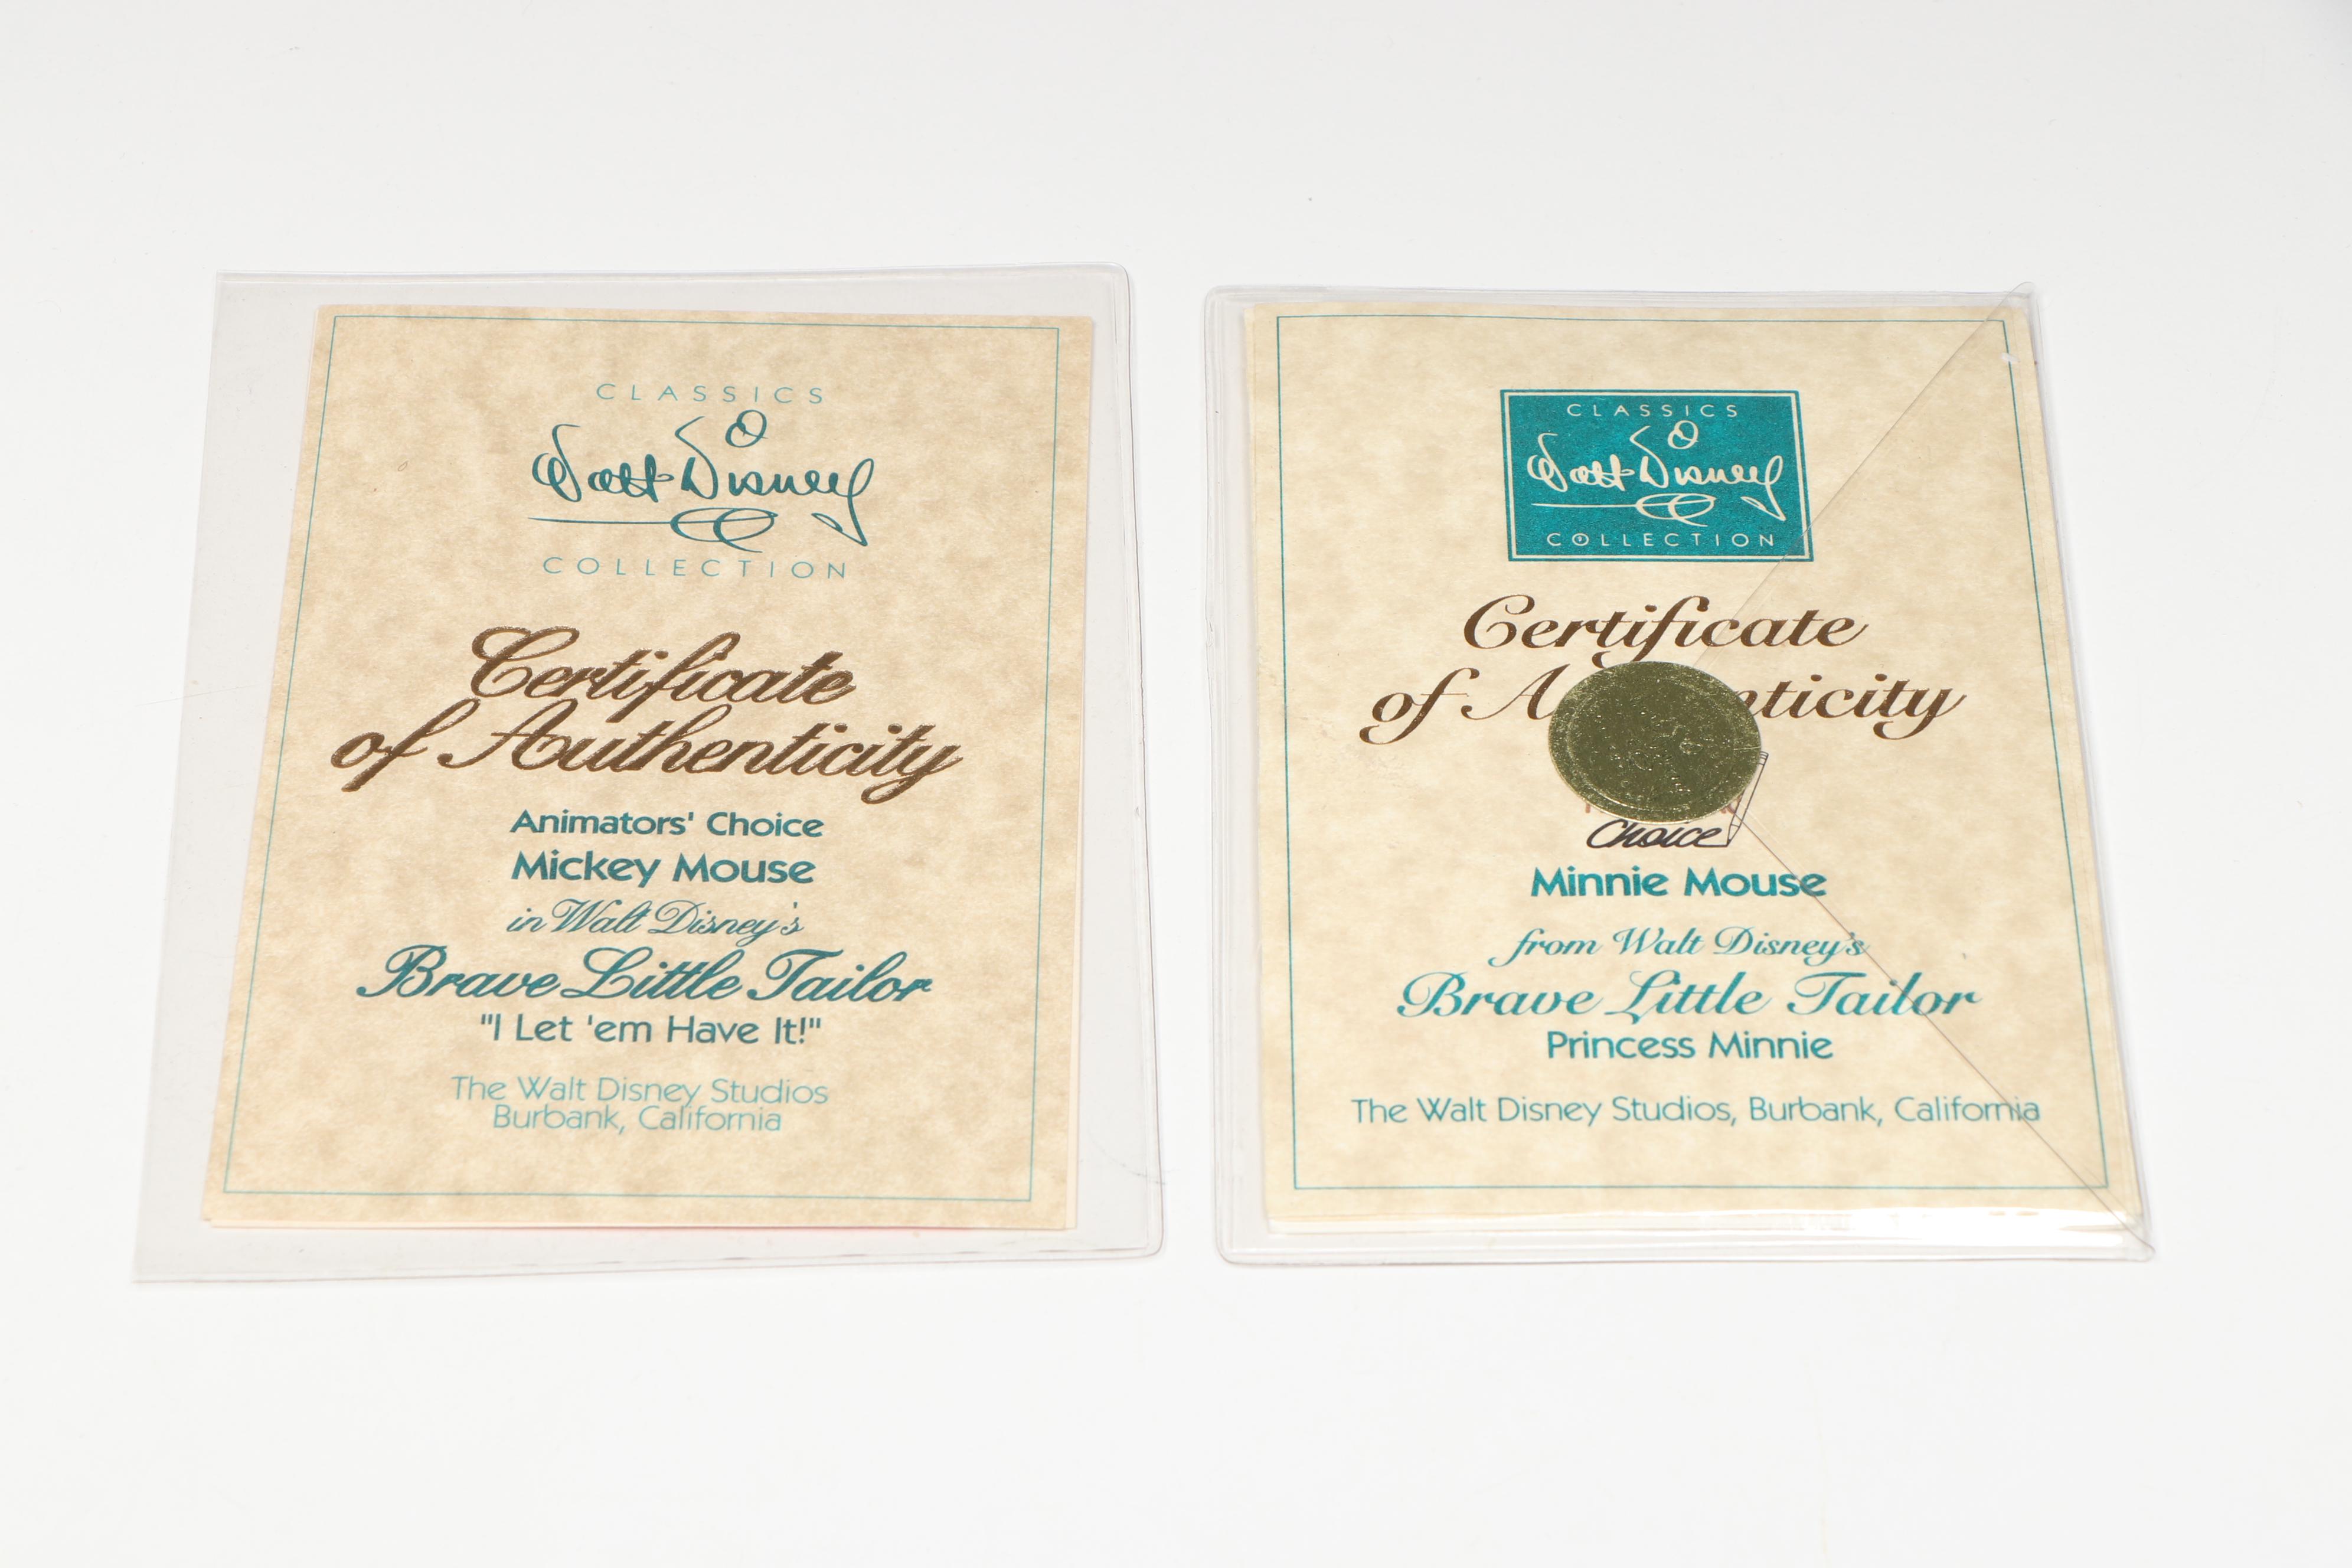 CLASSICS
Walt Disney
COLLECTION
Certificate
of Authenticity
Animators' Choice
Mickey Mouse
in Walt Disney's
Brave Little Tailor
"I Let 'em Have It!"
The Walt Disney Studios
Burbank, California
CLASSICS
Walt Disney
COLLECTION
Certificate
of
Choice
Minnie Mouse
from Walt Disney's
Brave Little Tailor
Princess Minnie
The Walt Disney Studios, Burbank, California